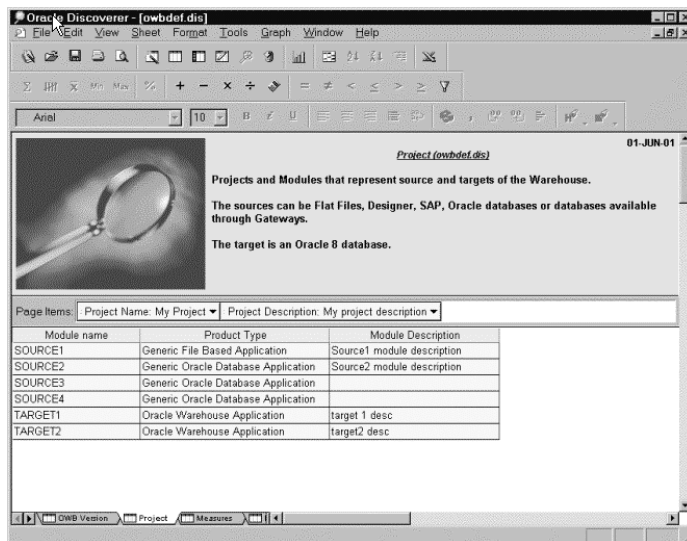 Oracle Discoverer - [owbdef.dis]
File Edit View Sheet Format Tools Graph Window Help
Σ Min Max % + - × ÷ = ≠ < ≤ > ≥
Arial 10 B I U
01-JUN-01
Project (owbdef.dis)
Projects and Modules that represent source and targets of the Warehouse.
The sources can be Flat Files, Designer, SAP, Oracle databases or databases available
through Gateways.
The target is an Oracle 8 database.
Page Items: Project Name: My Project Project Description: My project description
Module name Product Type Module Description
SOURCE1 Generic File Based Application Source1 module description
SOURCE2 Generic Oracle Database Application Source2 module description
SOURCE3 Generic Oracle Database Application
SOURCE4 Generic Oracle Database Application
TARGET1 Oracle Warehouse Application target 1 desc
TARGET2 Oracle Warehouse Application target2 desc
OWB Version Project Measures